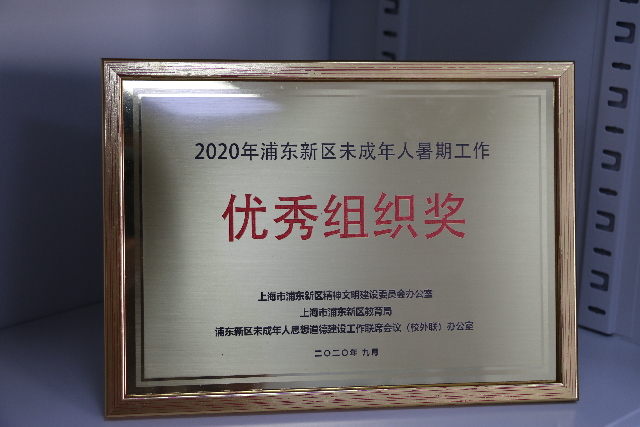 2020年浦东新区未成年人暑期工作
优秀组织奖
上海市浦东新区精神文明建设委员会办公室
上海市浦东新区教育局
浦东新区未成年人思想道德建设工作联席会议（校外联）办公室
二〇二〇年 九月